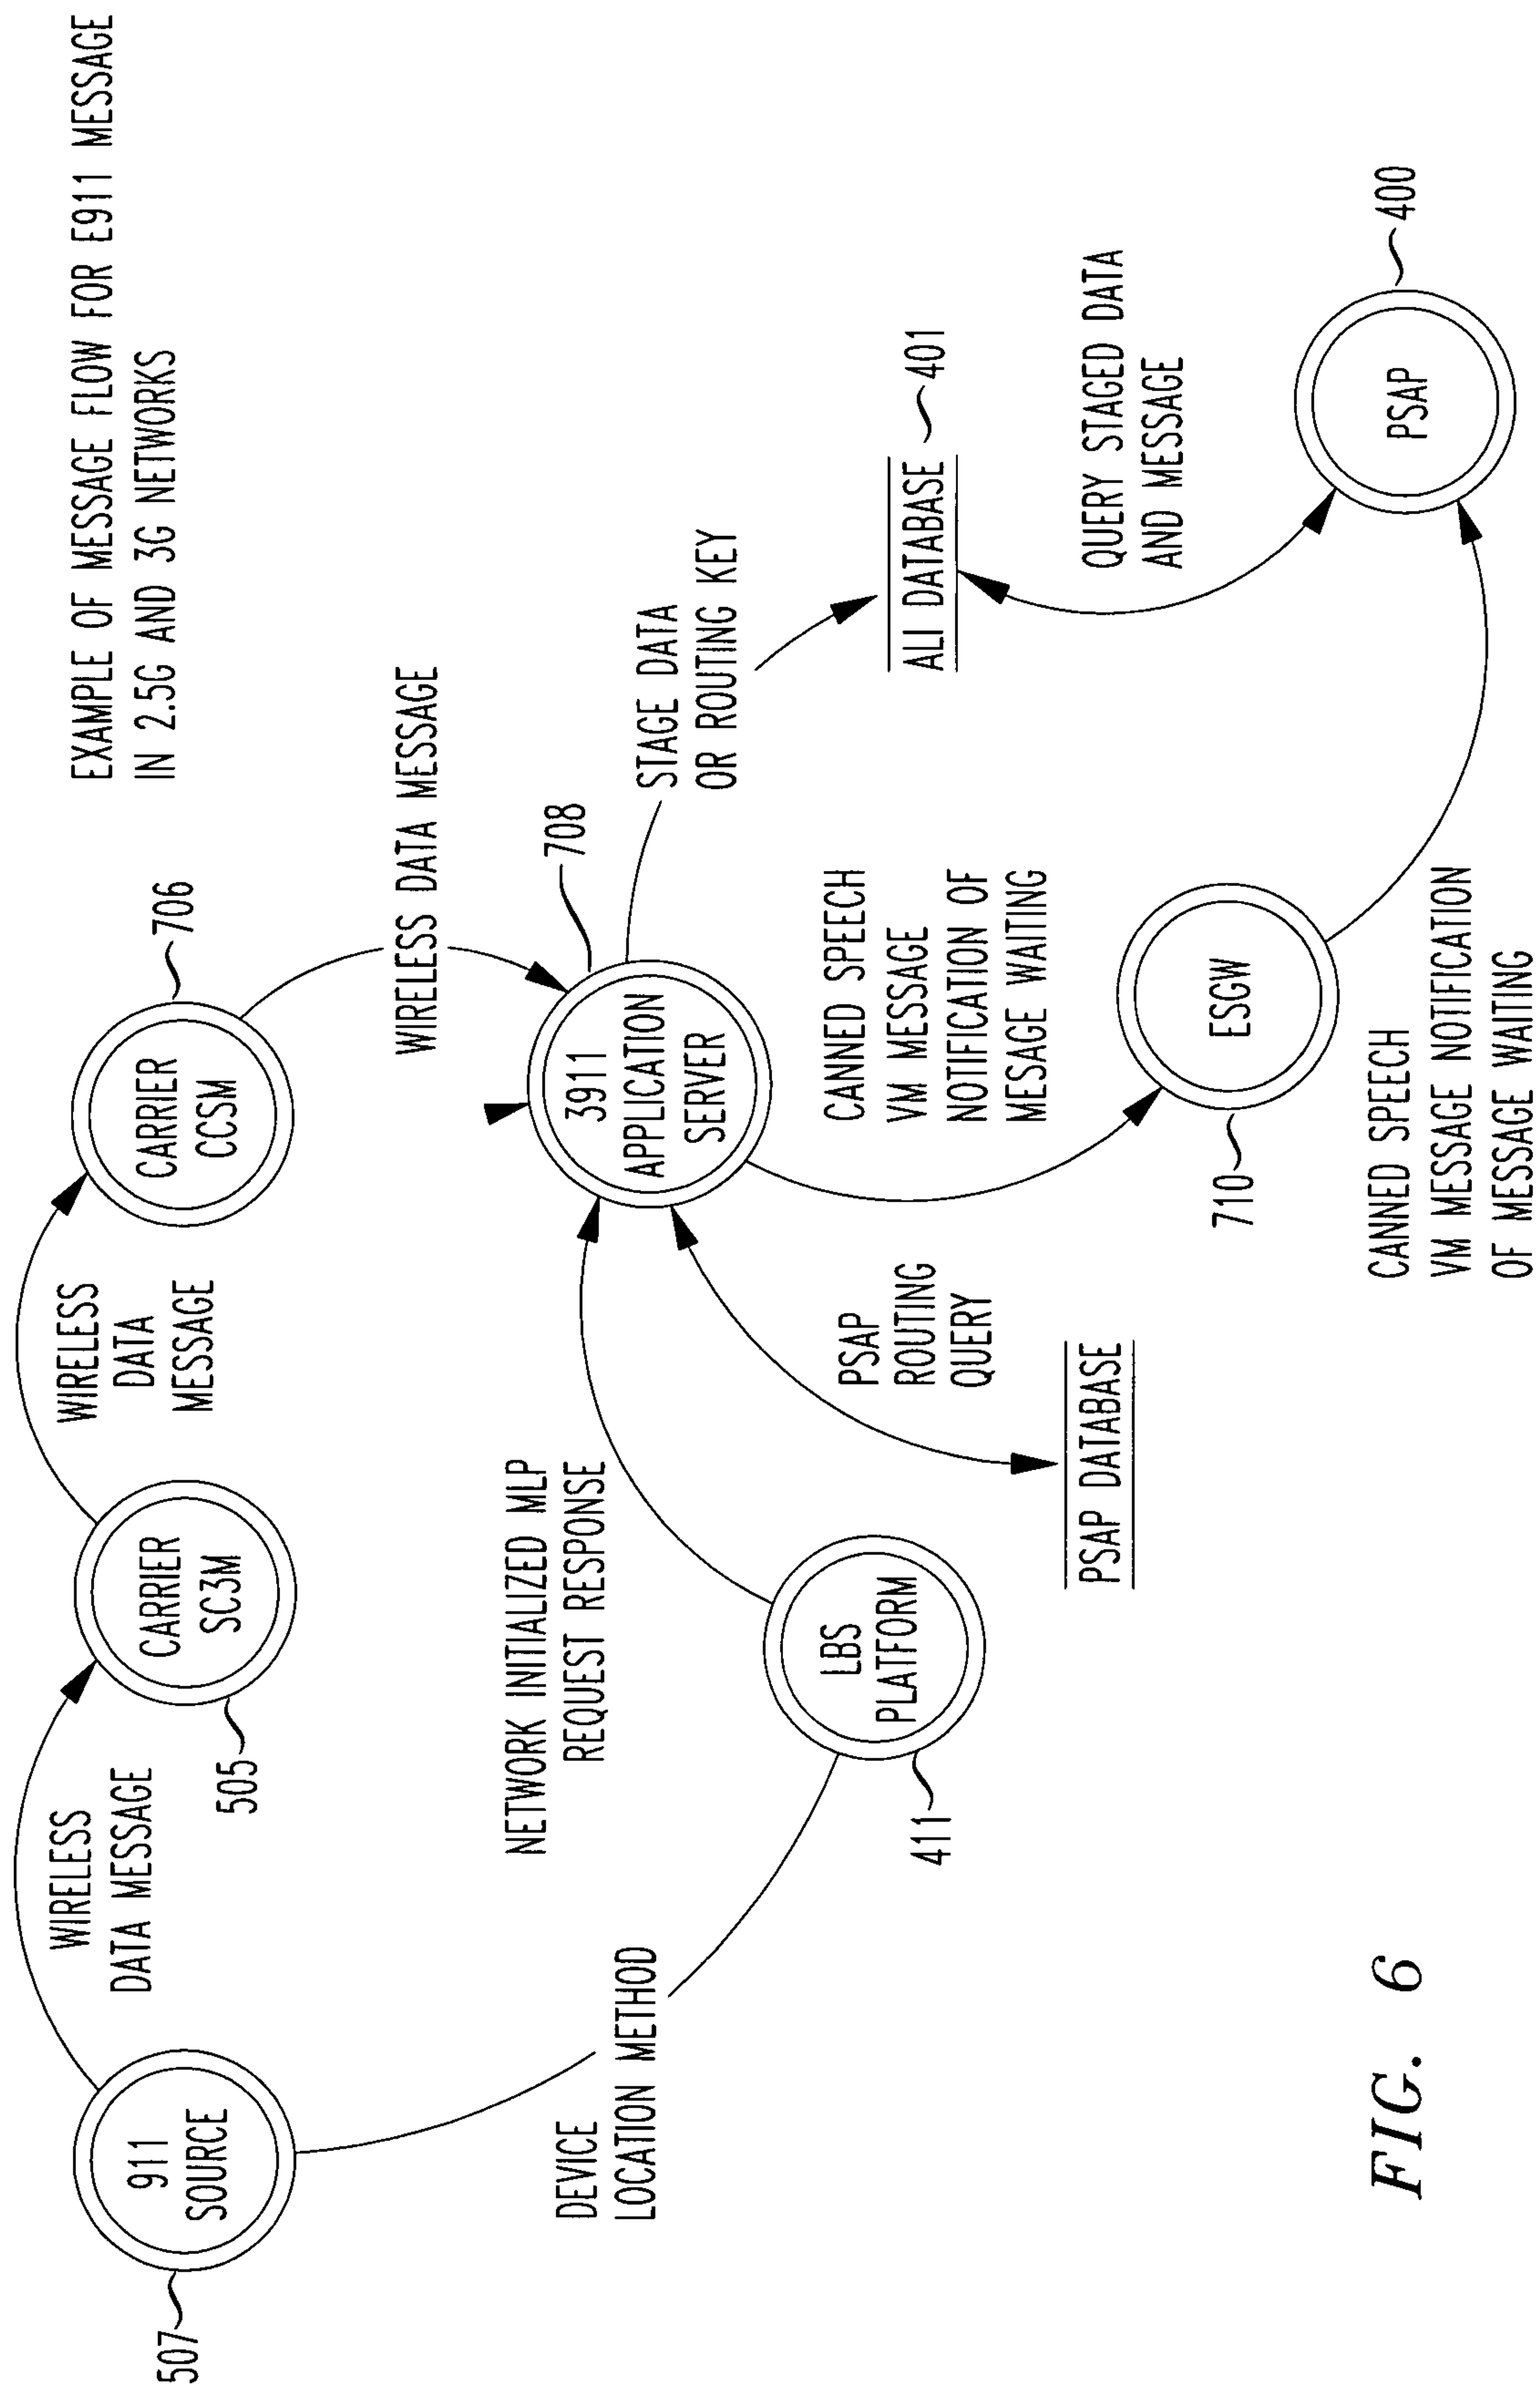 EXAMPLE OF MESSAGE FLOW FOR E911 MESSAGE
IN 2.5G AND 3G NETWORKS
507
911
SOURCE
WIRELESS
DATA MESSAGE
505
CARRIER
SC3M
WIRELESS
DATA
MESSAGE
CARRIER
CCSM
706
WIRELESS DATA MESSAGE
DEVICE
LOCATION METHOD
NETWORK INITIALIZED MLP
REQUEST RESPONSE
3911
APPLICATION
SERVER
708
STAGE DATA
OR ROUTING KEY
411
LBS
PLATFORM
PSAP
ROUTING
QUERY
PSAP DATABASE
CANNED SPEECH
VM MESSAGE
NOTIFICATION OF
MESAGE WAITING
ALI DATABASE
401
QUERY STAGED DATA
AND MESSAGE
710
ESGW
PSAP
400
CANNED SPEECH
VM MESSAGE NOTIFICATION
OF MESSAGE WAITING
FIG. 6